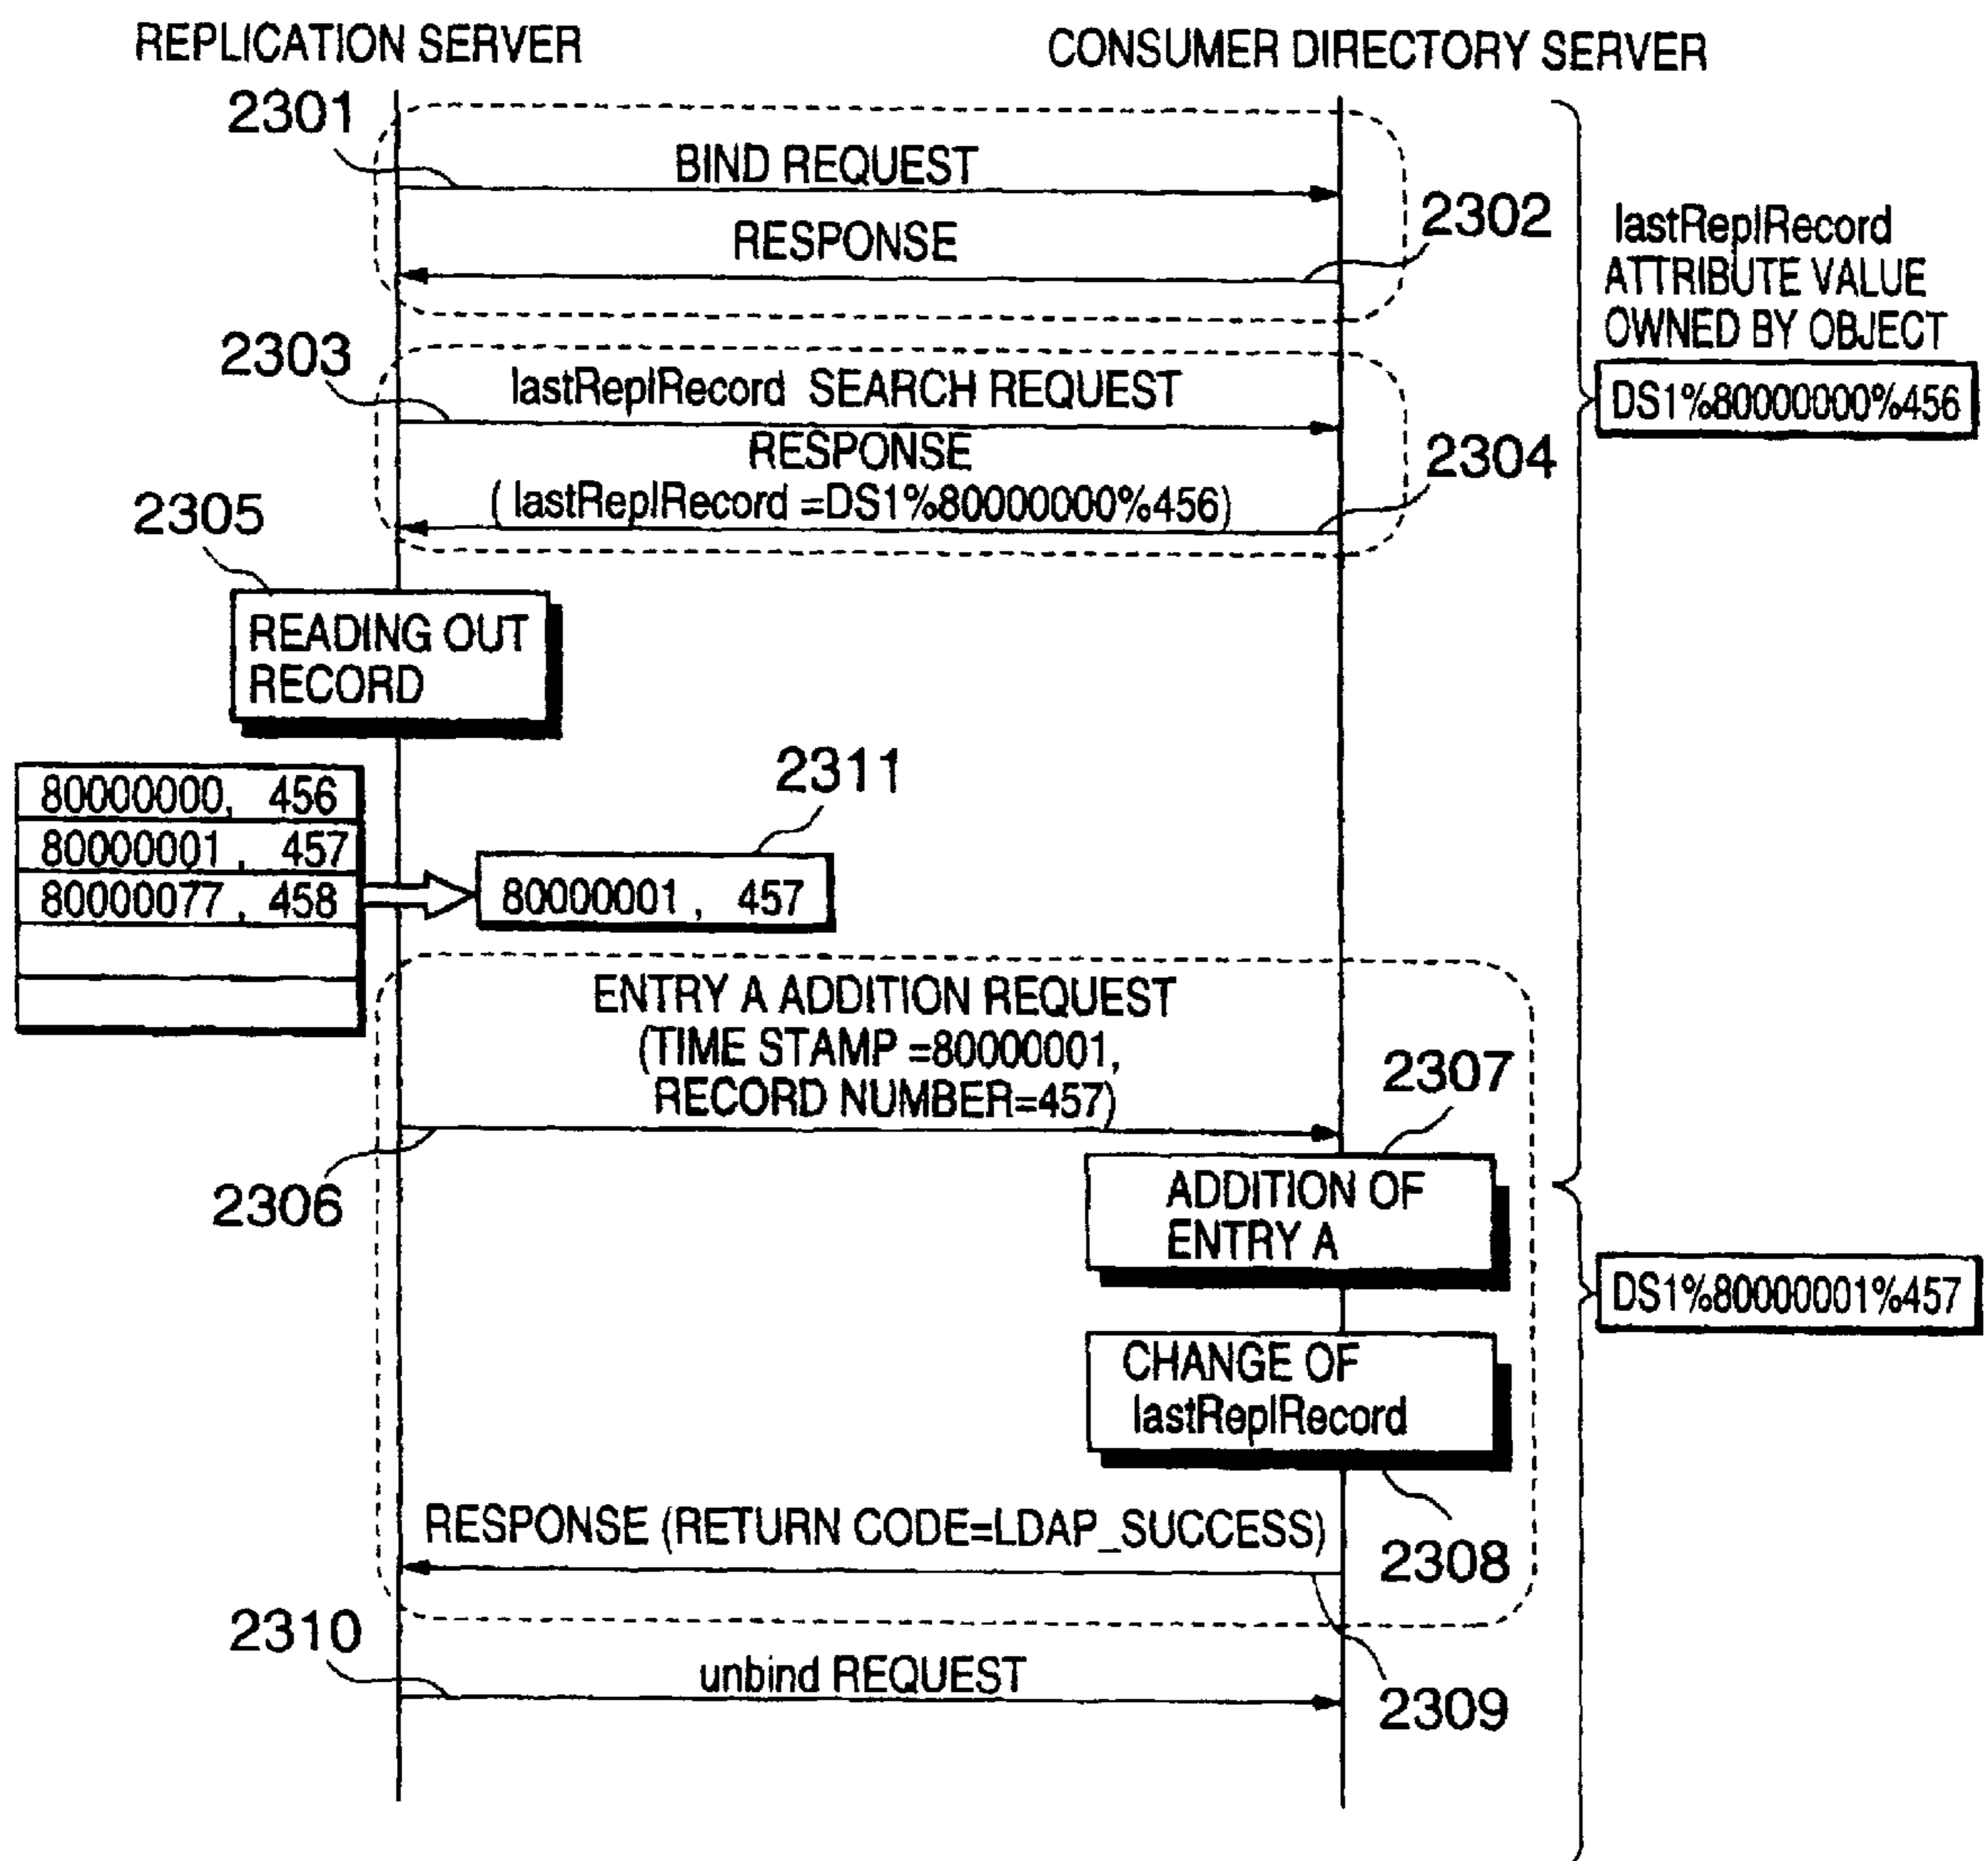 REPLICATION SERVER
CONSUMER DIRECTORY SERVER
2301
BIND REQUEST
2302
RESPONSE
lastReplRecord
ATTRIBUTE VALUE
OWNED BY OBJECT
DS1%80000000%456
2303
lastReplRecord SEARCH REQUEST
RESPONSE
2304
( lastReplRecord =DS1%80000000%456)
2305
READING OUT
RECORD
2311
80000000, 456
80000001 , 457
80000077 , 458
80000001 , 457
ENTRY A ADDITION REQUEST
(TIME STAMP =80000001,
RECORD NUMBER=457)
2307
2306
ADDITION OF
ENTRY A
DS1%80000001%457
CHANGE OF
lastReplRecord
RESPONSE (RETURN CODE=LDAP_SUCCESS)
2308
2310
unbind REQUEST
2309